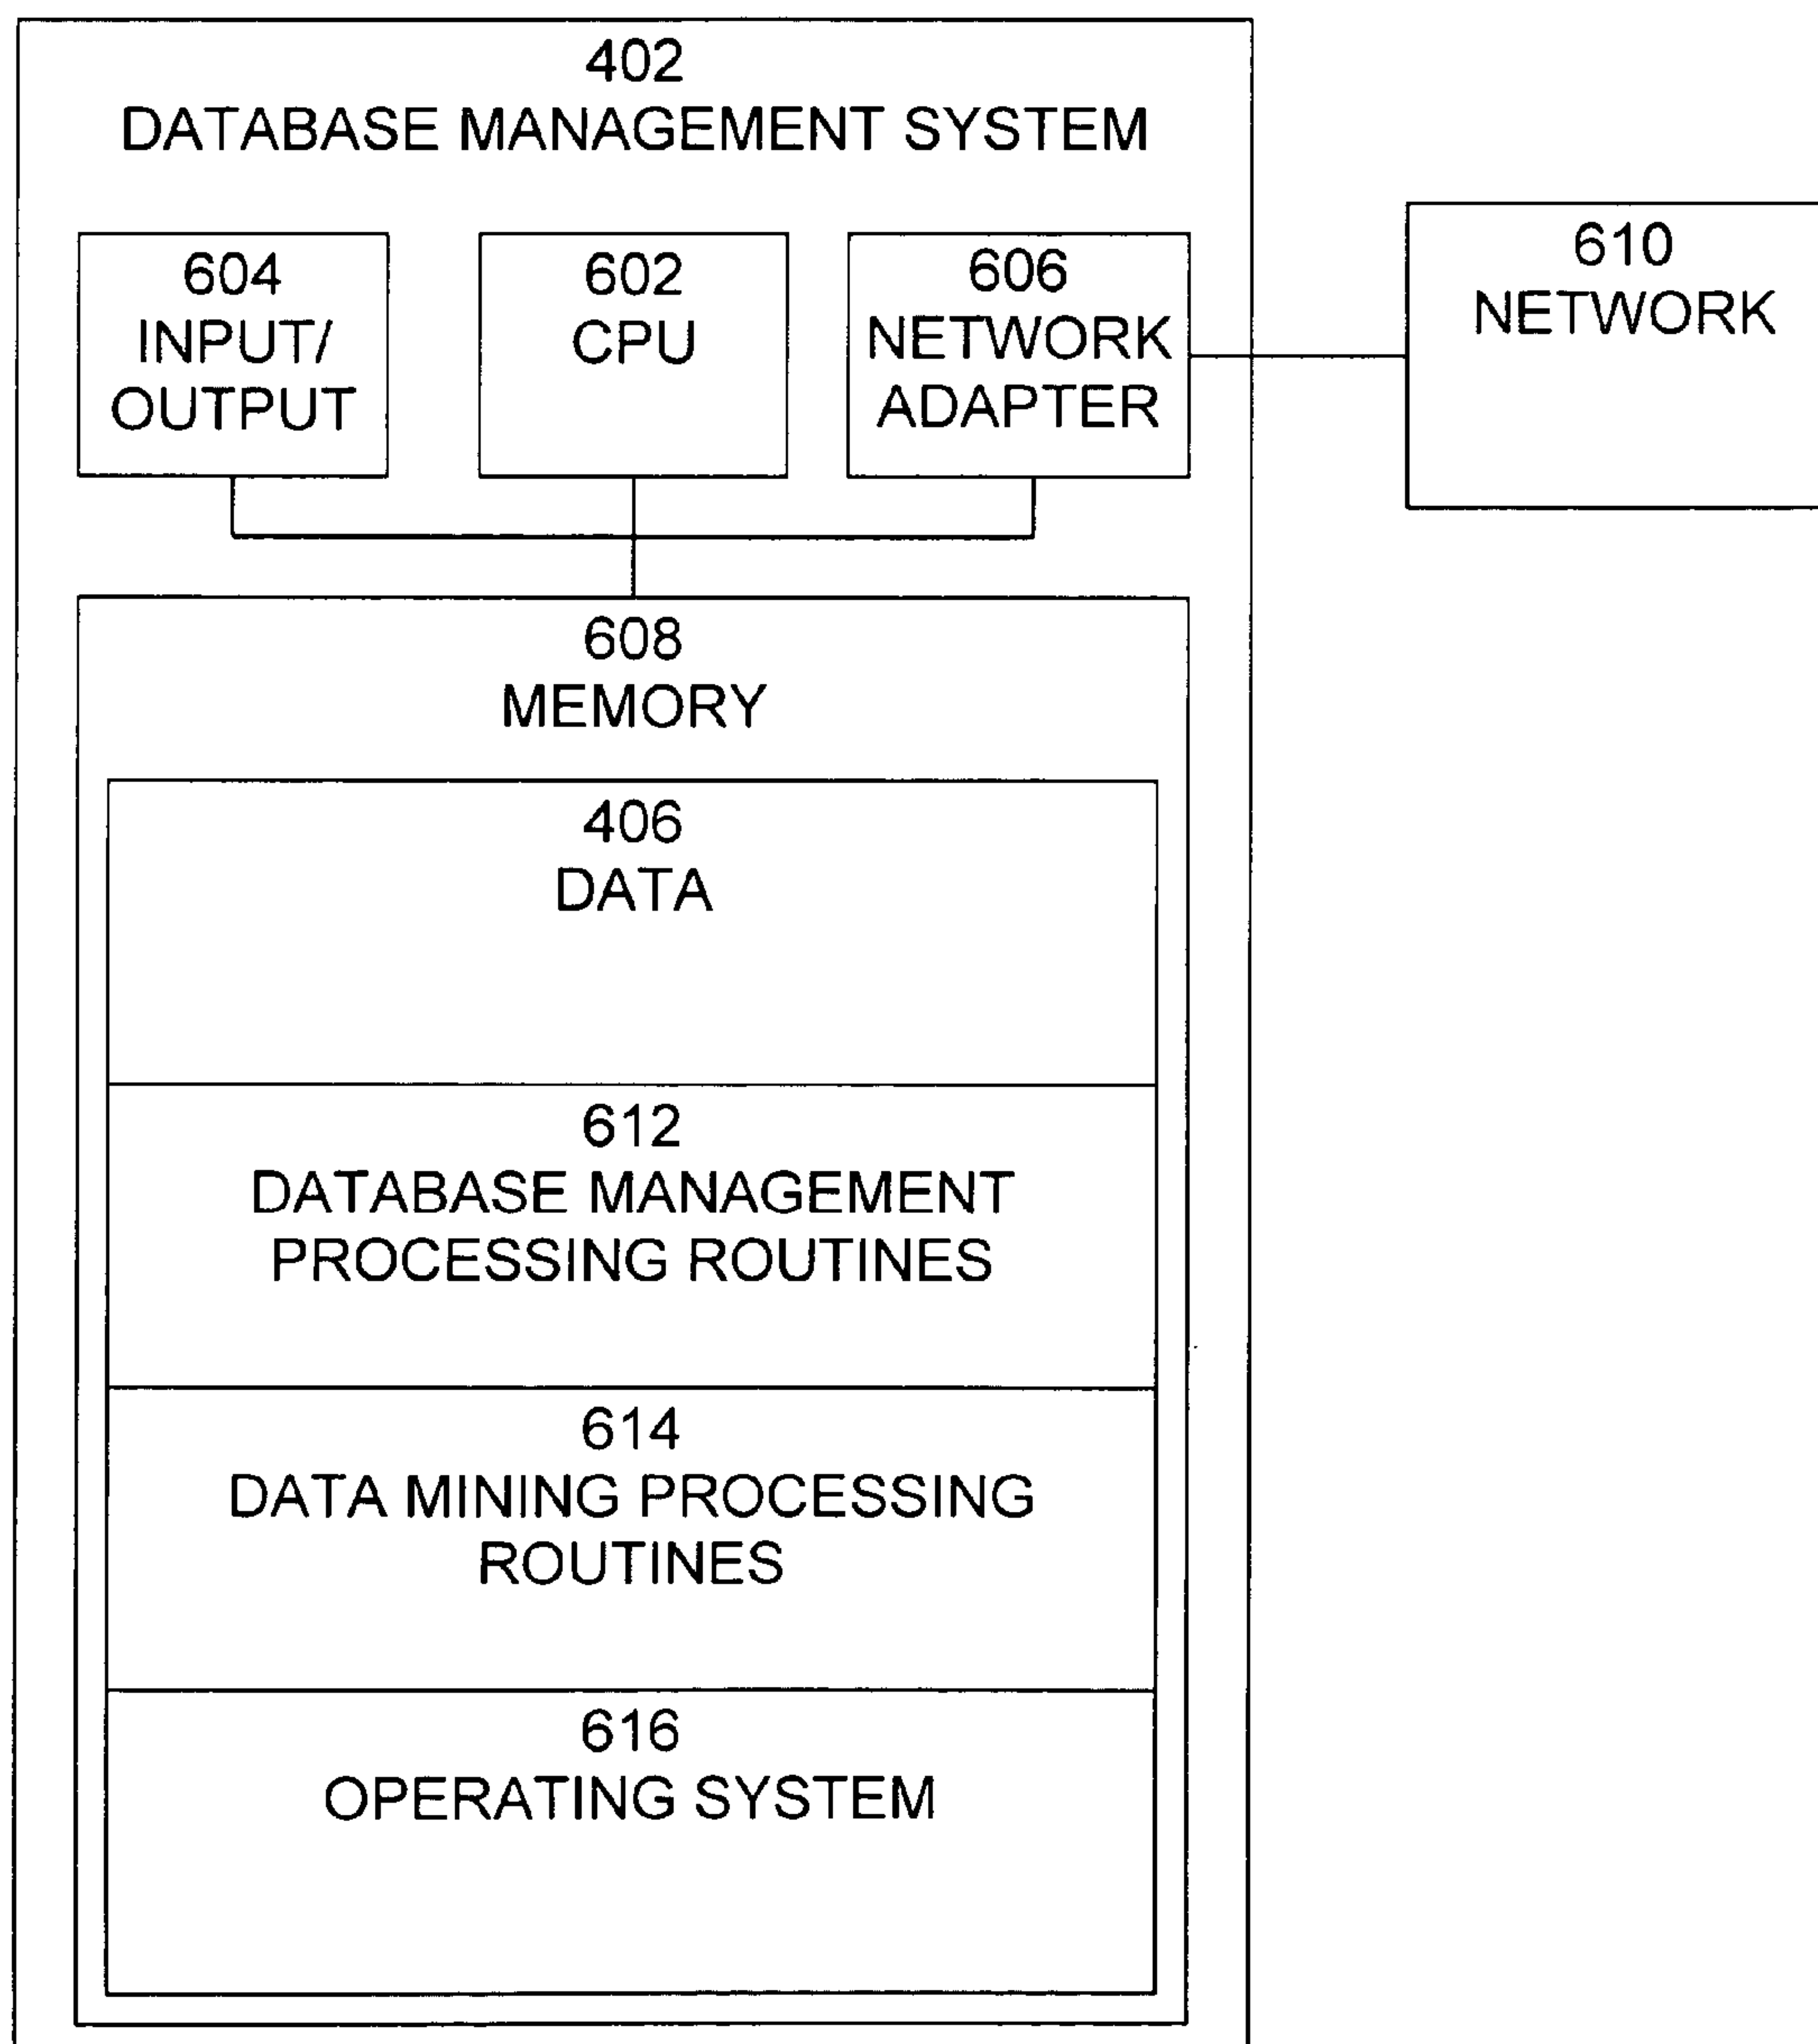 402
DATABASE MANAGEMENT SYSTEM
604
INPUT/
OUTPUT
602
CPU
606
NETWORK
ADAPTER
610
NETWORK
608
MEMORY
406
DATA
612
DATABASE MANAGEMENT
PROCESSING ROUTINES
614
DATA MINING PROCESSING
ROUTINES
616
OPERATING SYSTEM